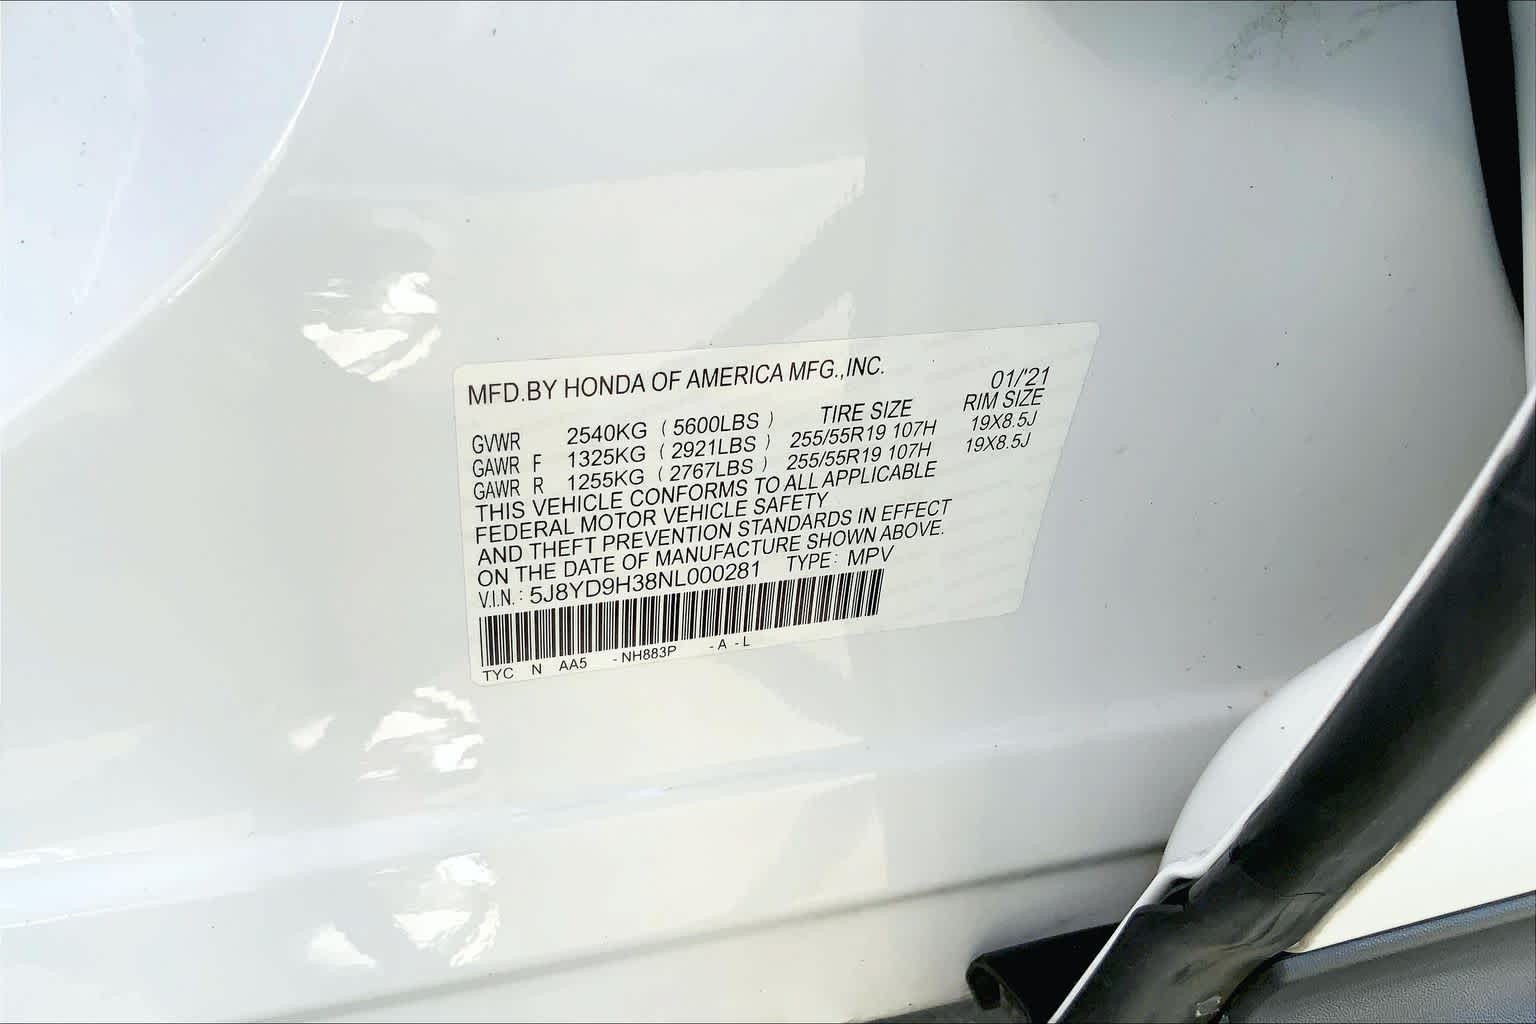 MFD.BY HONDA OF AMERICA MFG.,INC.
01/'21
TIRE SIZE RIM SIZE
GVWR 2540KG ( 5600LBS )
GAWR F 1325KG ( 2921LBS ) 255/55R19 107H 19X8.5J
GAWR R 1255KG ( 2767LBS ) 255/55R19 107H 19X8.5J
THIS VEHICLE CONFORMS TO ALL APPLICABLE
FEDERAL MOTOR VEHICLE SAFETY
AND THEFT PREVENTION STANDARDS IN EFFECT
ON THE DATE OF MANUFACTURE SHOWN ABOVE.
V.I.N.: 5J8YD9H38NL000281 TYPE: MPV
TYC N AA5 -NH883P -A -L